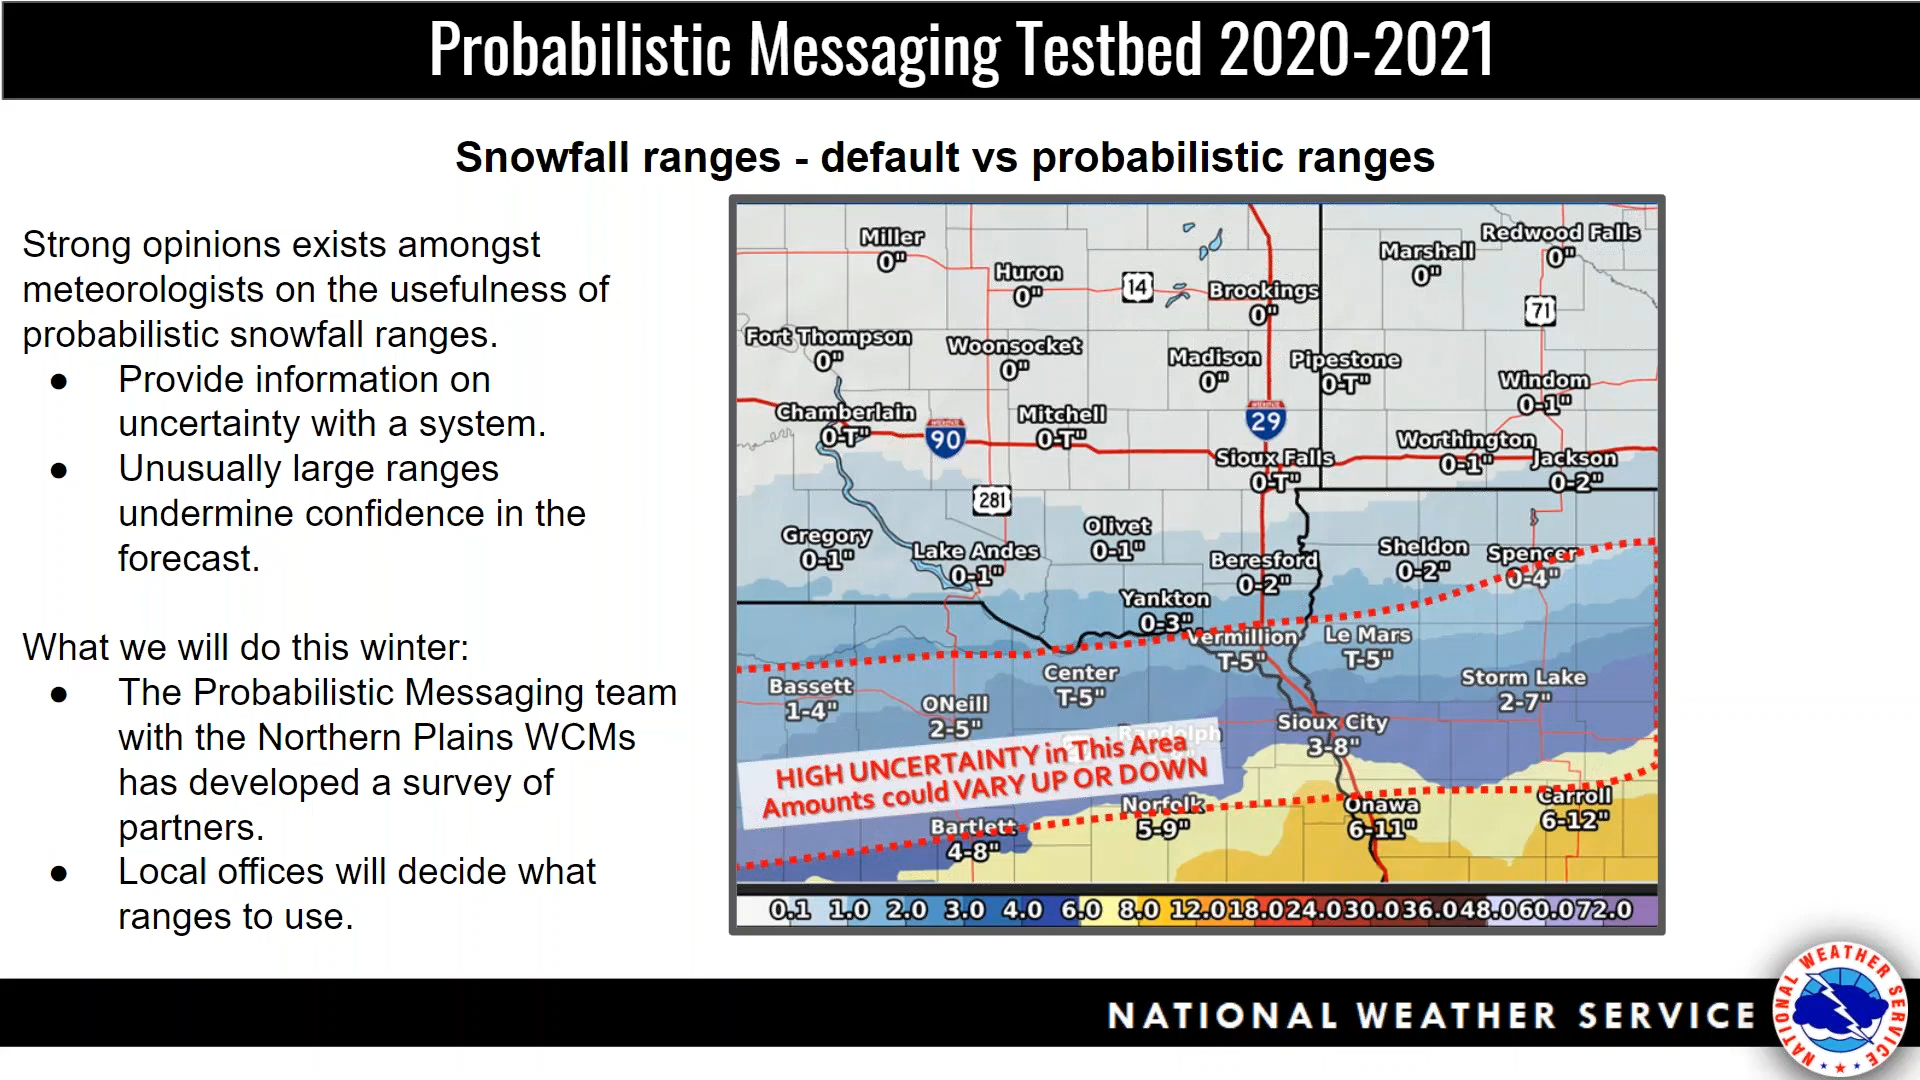 Probabilistic Messaging Testbed 2020-2021
Snowfall ranges - default vs probabilistic ranges
Strong opinions exists amongst
meteorologists on the usefulness of
probabilistic snowfall ranges.
● Provide information on
uncertainty with a system.
● Unusually large ranges
undermine confidence in the
forecast.
What we will do this winter:
● The Probabilistic Messaging team
with the Northern Plains WCMs
has developed a survey of
partners.
● Local offices will decide what
ranges to use.
Miller
0"
Huron
0"
14
Brookings
0"
Marshall
0"
Redwood Falls
0"
71
Fort Thompson
0"
Woonsocket
0"
Madison
0"
Pipestone
0-T"
Windom
0-1"
Chamberlain
0-T"
90
Mitchell
0-T"
29
Sioux Falls
0-T"
Worthington
0-1"
Jackson
0-2"
281
Gregory
0-1"
Lake Andes
0-1"
Olivet
0-1"
Beresford
0-2"
Sheldon
0-2"
Spencer
0-4"
Yankton
0-3"
Vermillion
T-5"
Le Mars
T-5"
Bassett
1-4"
ONeill
2-5"
Center
T-5"
Storm Lake
2-7"
Randolph
Sioux City
3-8"
HIGH UNCERTAINTY in This Area
Amounts could VARY UP OR DOWN
Bartlett
4-8"
Norfolk
5-9"
Onawa
6-11"
Carroll
6-12"
0.1 1.0 2.0 3.0 4.0 6.0 8.0 12.0 18.0 24.0 30.0 36.0 48.0 60.0 72.0
NATIONAL WEATHER SERVICE
NATIONAL WEATHER SERVICE